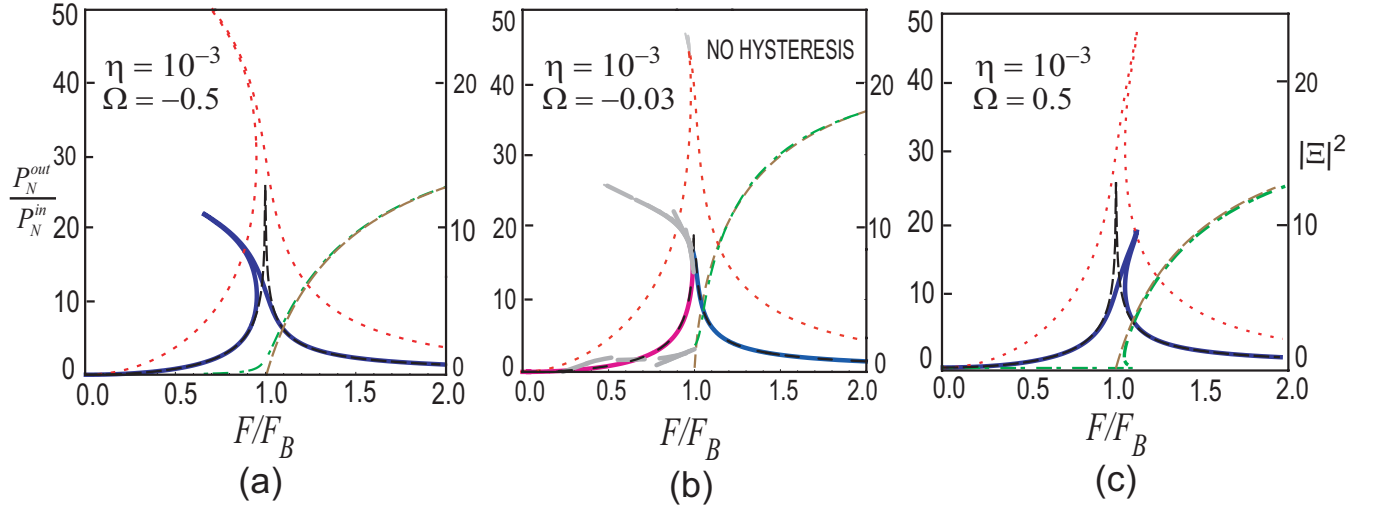 50
40
30
20
10
0
P_N^out / P_N^in
η = 10⁻³
Ω = −0.5
20
10
0
0.0 0.5 1.0 1.5 2.0
F/F_B
(a)
50
40
30
20
10
0
η = 10⁻³
Ω = −0.03
NO HYSTERESIS
20
10
0
0.0 0.5 1.0 1.5 2.0
F/F_B
(b)
50
40
30
20
10
0
η = 10⁻³
Ω = 0.5
20
10
0
|Ξ|²
0.0 0.5 1.0 1.5 2.0
F/F_B
(c)